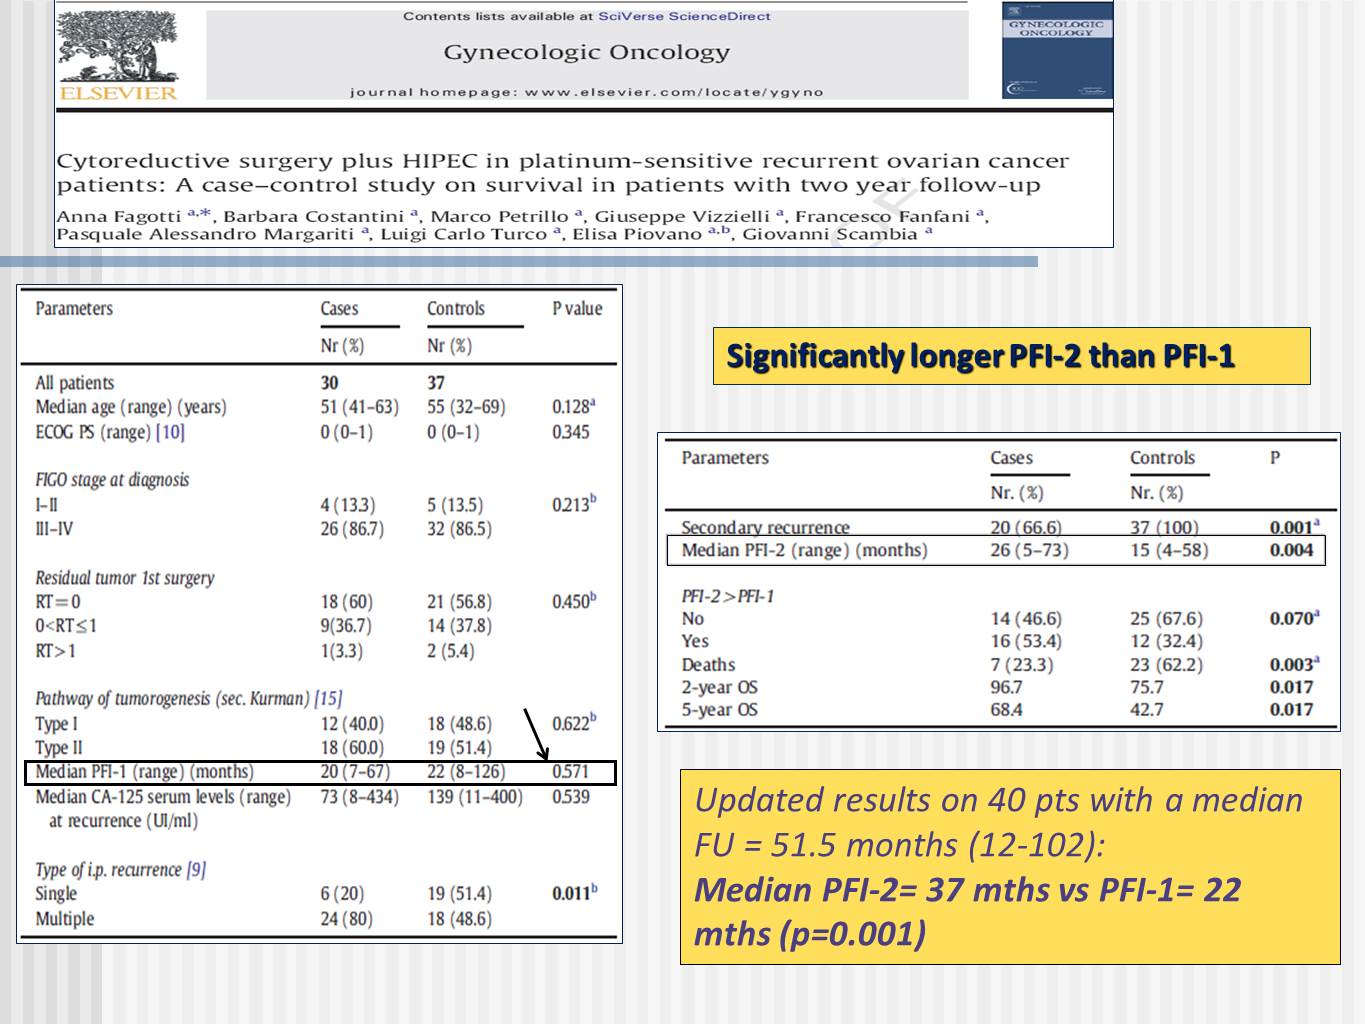 Contents lists available at SciVerse ScienceDirect
Gynecologic Oncology
journal homepage: www.elsevier.com/locate/ygyno
ELSEVIER
GYNECOLOGIC
ONCOLOGY
Cytoreductive surgery plus HIPEC in platinum-sensitive recurrent ovarian cancer
patients: A case–control study on survival in patients with two year follow-up
Anna Fagotti a,*, Barbara Costantini a, Marco Petrillo a, Giuseppe Vizzielli a, Francesco Fanfani a,
Pasquale Alessandro Margariti a, Luigi Carlo Turco a, Elisa Piovano a,b, Giovanni Scambia a
Parameters Cases Controls P value
Nr (%) Nr (%)
All patients 30 37
Median age (range) (years) 51 (41–63) 55 (32–69) 0.128a
ECOG PS (range) [10] 0 (0–1) 0 (0–1) 0.345
FIGO stage at diagnosis
I–II 4 (13.3) 5 (13.5) 0.213b
III–IV 26 (86.7) 32 (86.5)
Residual tumor 1st surgery
RT=0 18 (60) 21 (56.8) 0.450b
0<RT≤1 9(36.7) 14 (37.8)
RT>1 1(3.3) 2 (5.4)
Pathway of tumorogenesis (sec. Kurman) [15]
Type I 12 (40.0) 18 (48.6) 0.622b
Type II 18 (60.0) 19 (51.4)
Median PFI-1 (range) (months) 20 (7–67) 22 (8–126) 0.571
Median CA-125 serum levels (range) 73 (8–434) 139 (11–400) 0.539
at recurrence (UI/ml)
Type of i.p. recurrence [9]
Single 6 (20) 19 (51.4) 0.011b
Multiple 24 (80) 18 (48.6)
Significantly longer PFI-2 than PFI-1
Parameters Cases Controls P
Nr. (%) Nr. (%)
Secondary recurrence 20 (66.6) 37 (100) 0.001a
Median PFI-2 (range) (months) 26 (5–73) 15 (4–58) 0.004
PFI-2>PFI-1
No 14 (46.6) 25 (67.6) 0.070a
Yes 16 (53.4) 12 (32.4)
Deaths 7 (23.3) 23 (62.2) 0.003a
2-year OS 96.7 75.7 0.017
5-year OS 68.4 42.7 0.017
Updated results on 40 pts with a median
FU = 51.5 months (12-102):
Median PFI-2= 37 mths vs PFI-1= 22
mths (p=0.001)